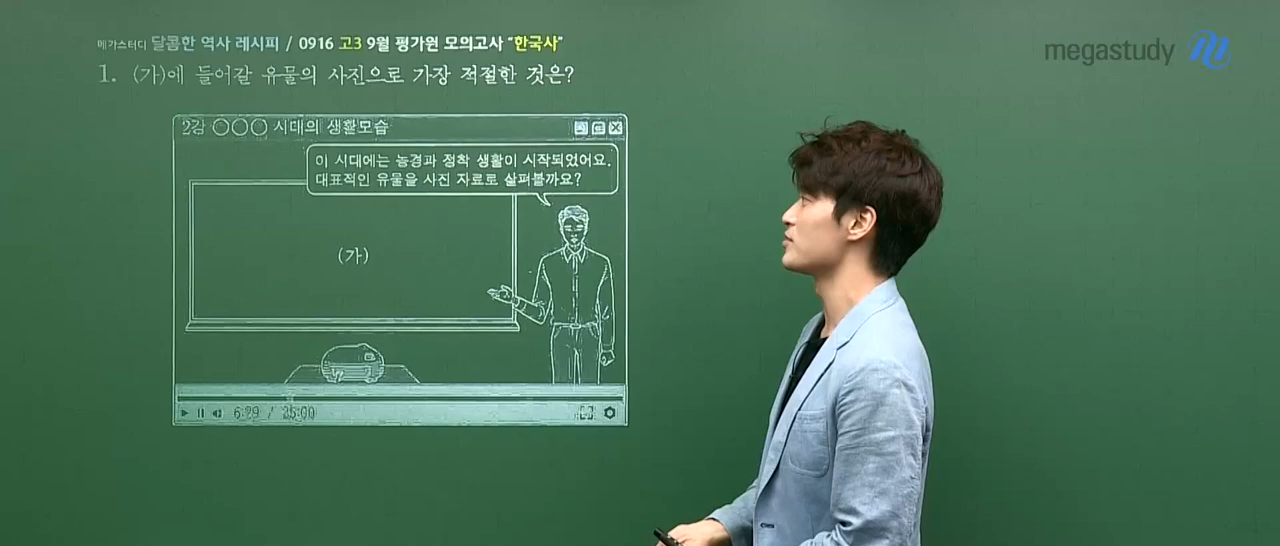 메가스터디 달콤한 역사 레시피 / 0916 고3 9월 평가원 모의고사 "한국사"
megastudy
1. (가)에 들어갈 유물의 사진으로 가장 적절한 것은?
2강 ○○○ 시대의 생활모습
이 시대에는 농경과 정착 생활이 시작되었어요.
대표적인 유물을 사진 자료로 살펴볼까요?
(가)
6:29 / 25:00